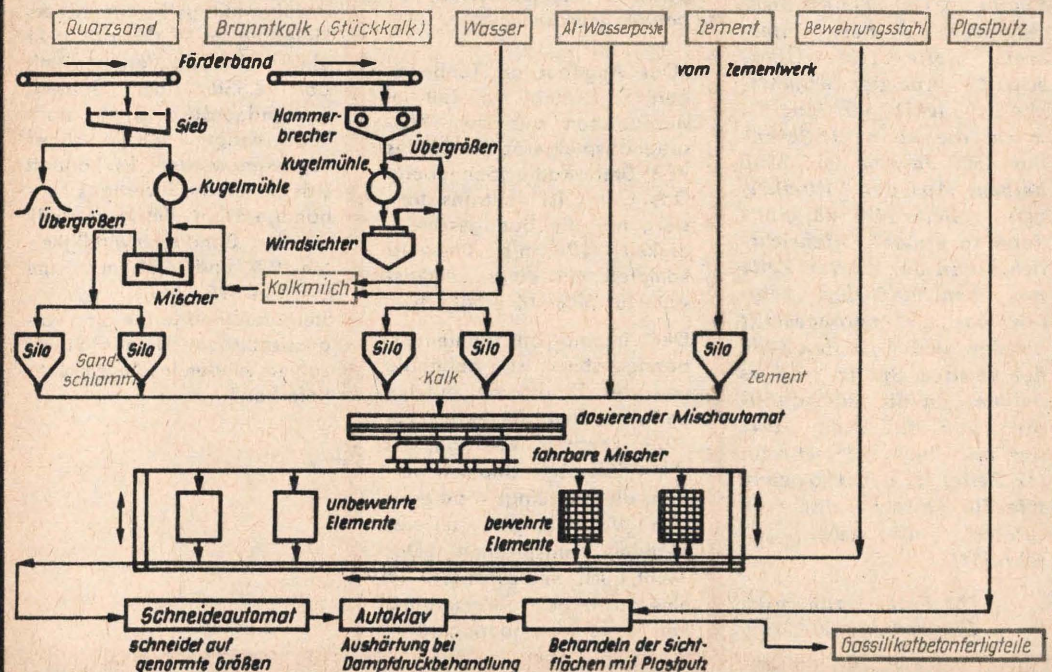 Quarzsand
Branntkalk (Stückkalk)
Wasser
Al-Wasserpaste
Zement
Bewehrungsstahl
Plastputz
Förderband
vom Zementwerk
Sieb
Hammer-
brecher
Übergrößen
Kugelmühle
Kugelmühle
Übergrößen
Windsichter
Mischer
Kalkmilch
Silo
Silo
Silo
Silo
Silo
Sand-
schlamm
Kalk
Zement
dosierender Mischautomat
fahrbare Mischer
unbewehrte
Elemente
bewehrte
Elemente
Schneideautomat
Autoklav
schneidet auf
genormte Größen
Aushärtung bei
Dampfdruckbehandlung
Behandeln der Sicht-
flächen mit Plastputz
Gassilikatbetonfertigteile